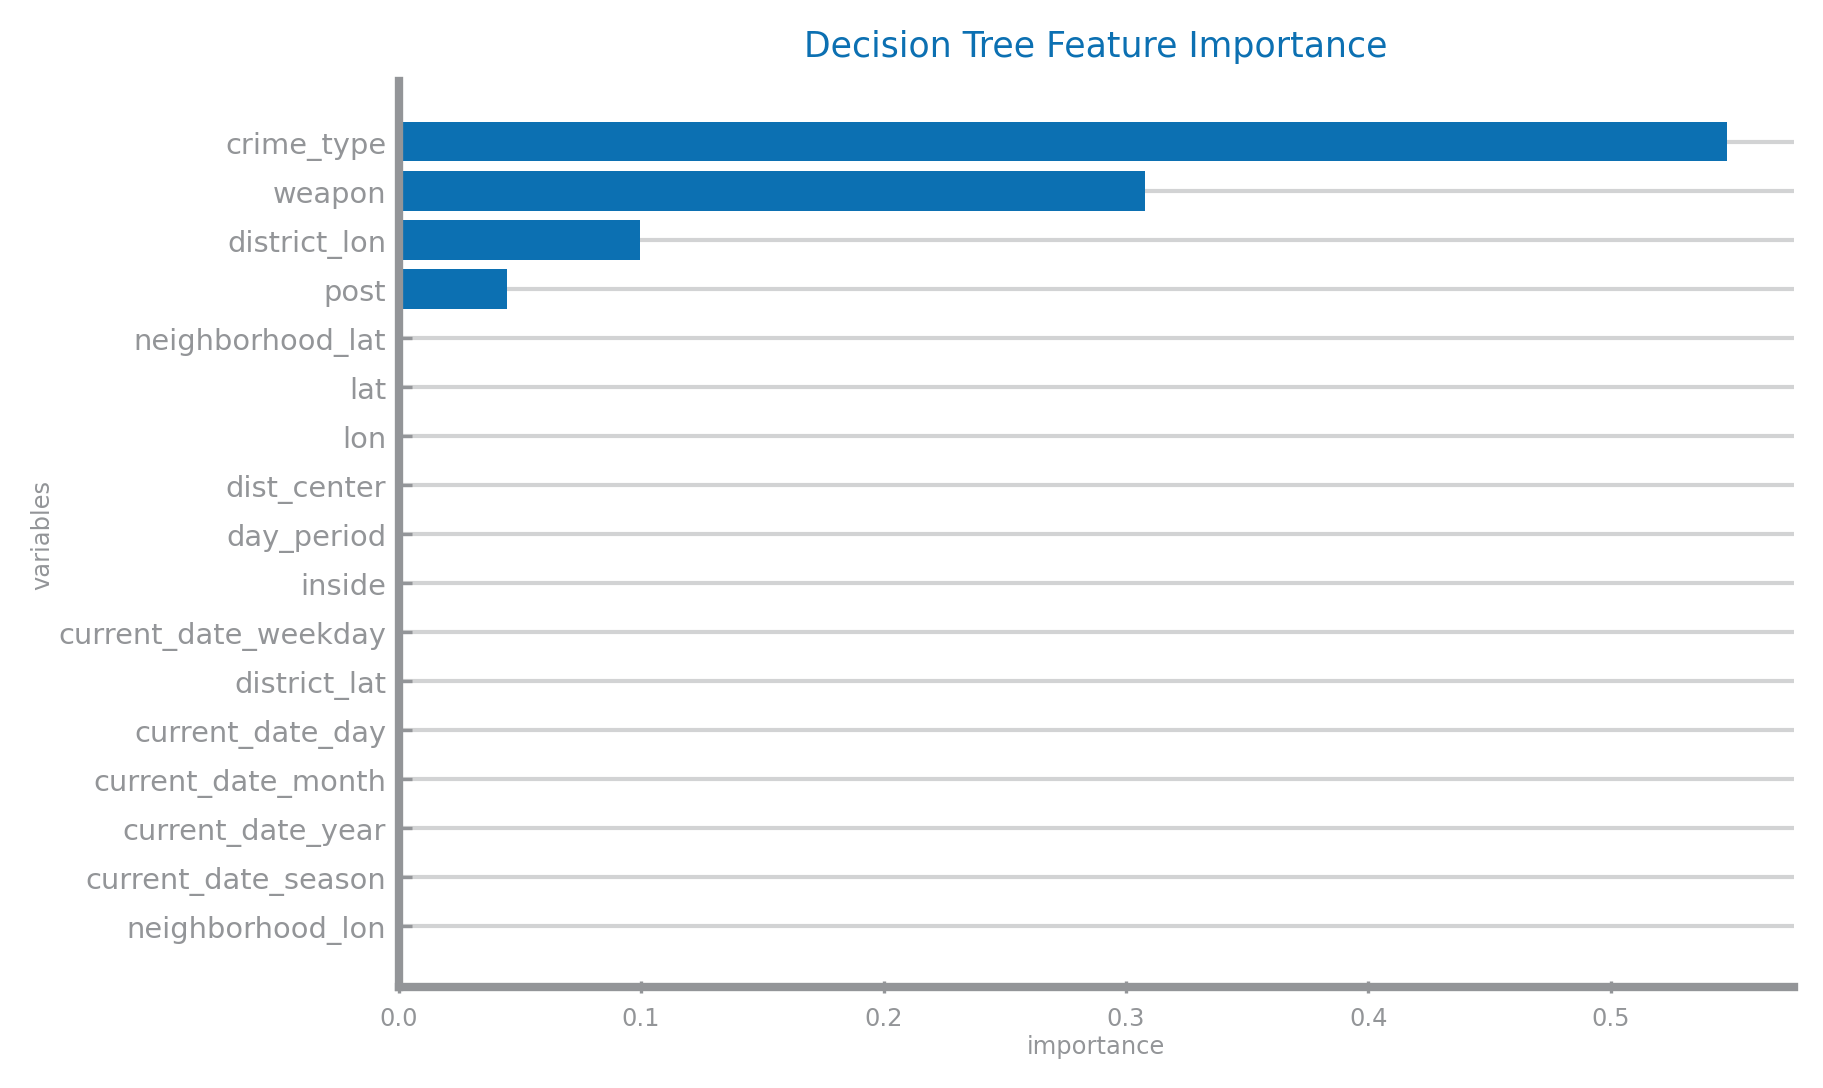 Decision Tree Feature Importance
crime_type
weapon
district_lon
post
neighborhood_lat
lat
lon
dist_center
day_period
inside
current_date_weekday
district_lat
current_date_day
current_date_month
current_date_year
current_date_season
neighborhood_lon
variables
0.0 0.1 0.2 0.3 0.4 0.5
importance